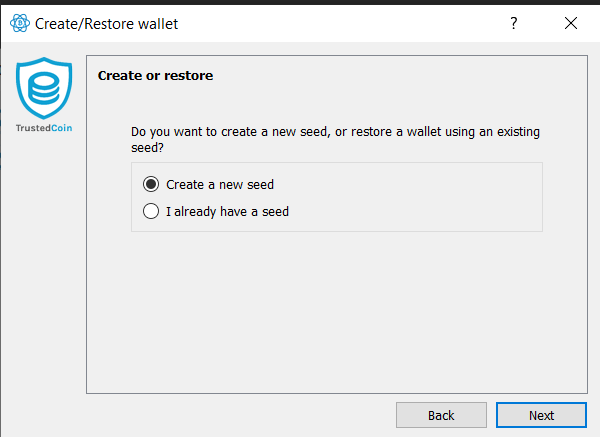 Create/Restore wallet
?
TrustedCoin
Create or restore
Do you want to create a new seed, or restore a wallet using an existing
seed?
Create a new seed
I already have a seed
Back
Next